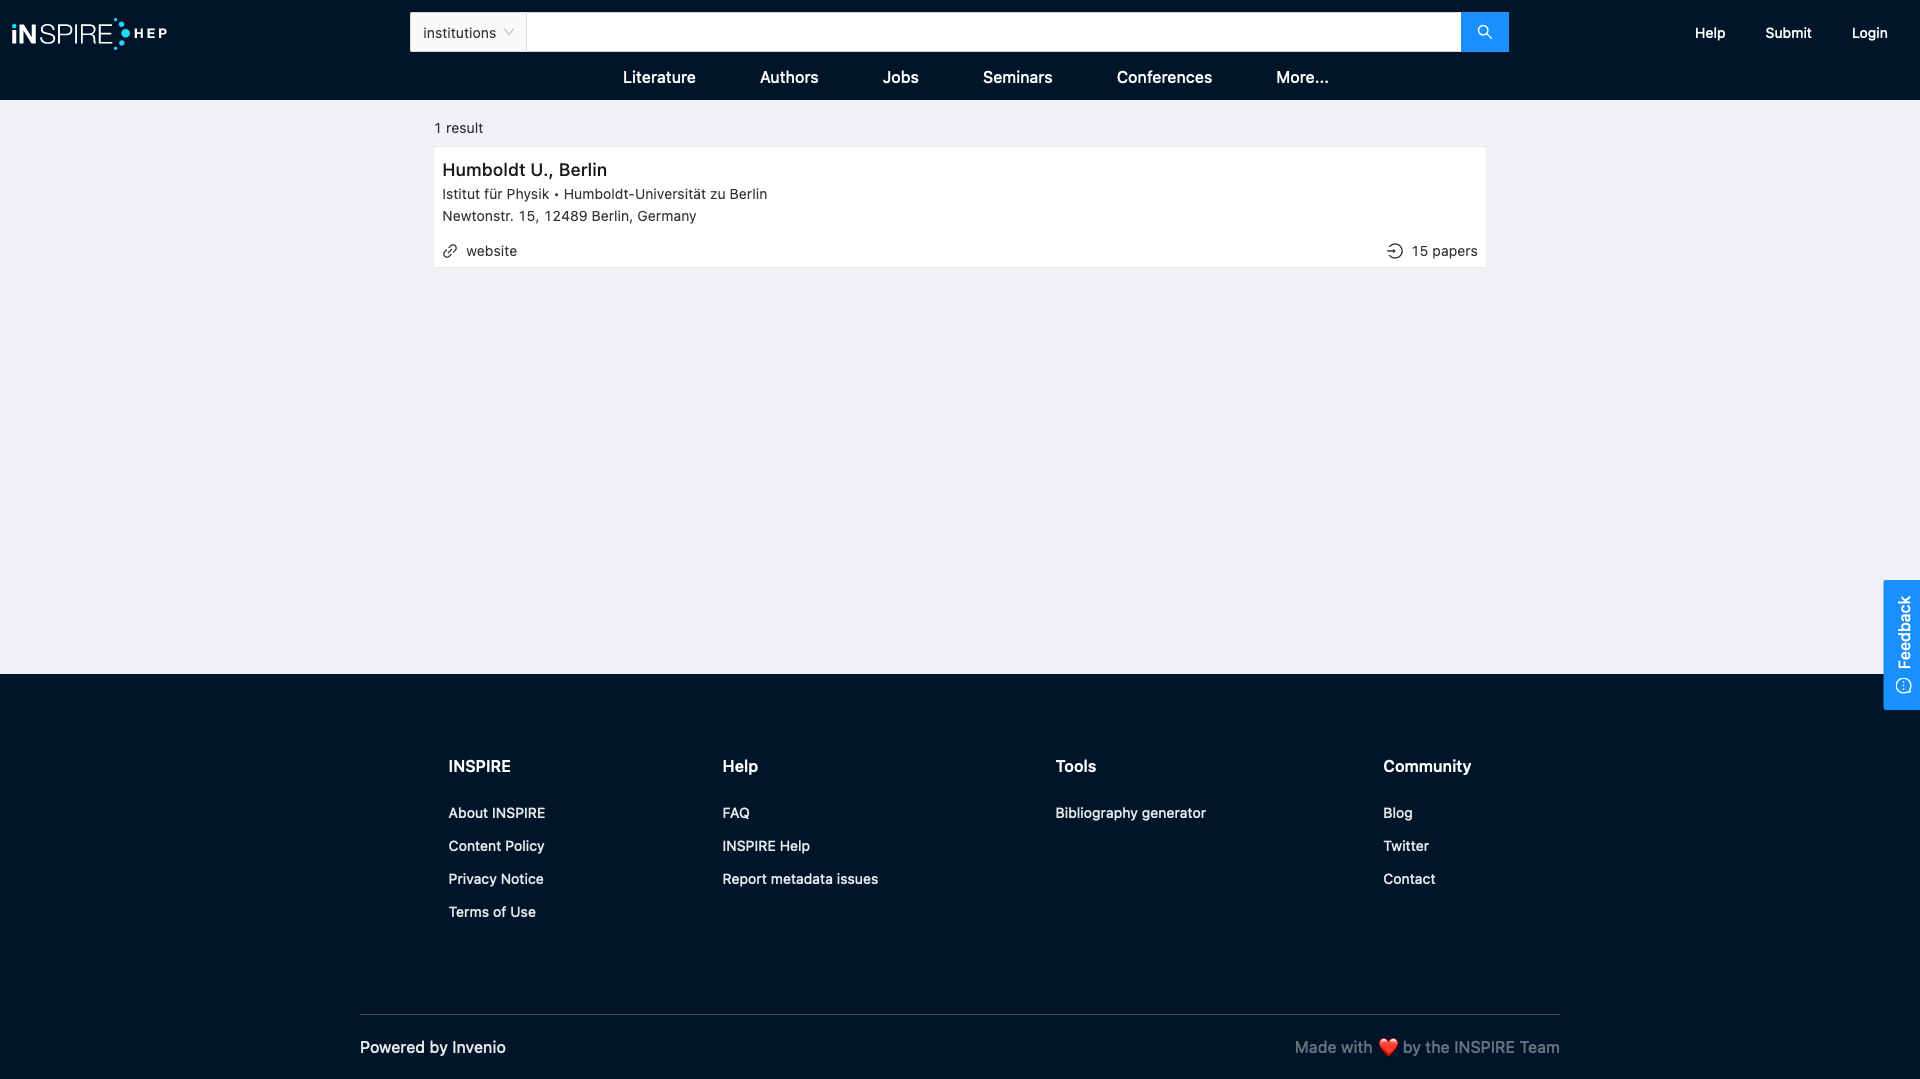 iNSPIRE HEP
institutions
Help
Submit
Login
Literature
Authors
Jobs
Seminars
Conferences
More...
1 result
Humboldt U., Berlin
Istitut für Physik • Humboldt-Universität zu Berlin
Newtonstr. 15, 12489 Berlin, Germany
website
15 papers
Feedback
INSPIRE
About INSPIRE
Content Policy
Privacy Notice
Terms of Use
Help
FAQ
INSPIRE Help
Report metadata issues
Tools
Bibliography generator
Community
Blog
Twitter
Contact
Powered by Invenio
Made with ❤️ by the INSPIRE Team